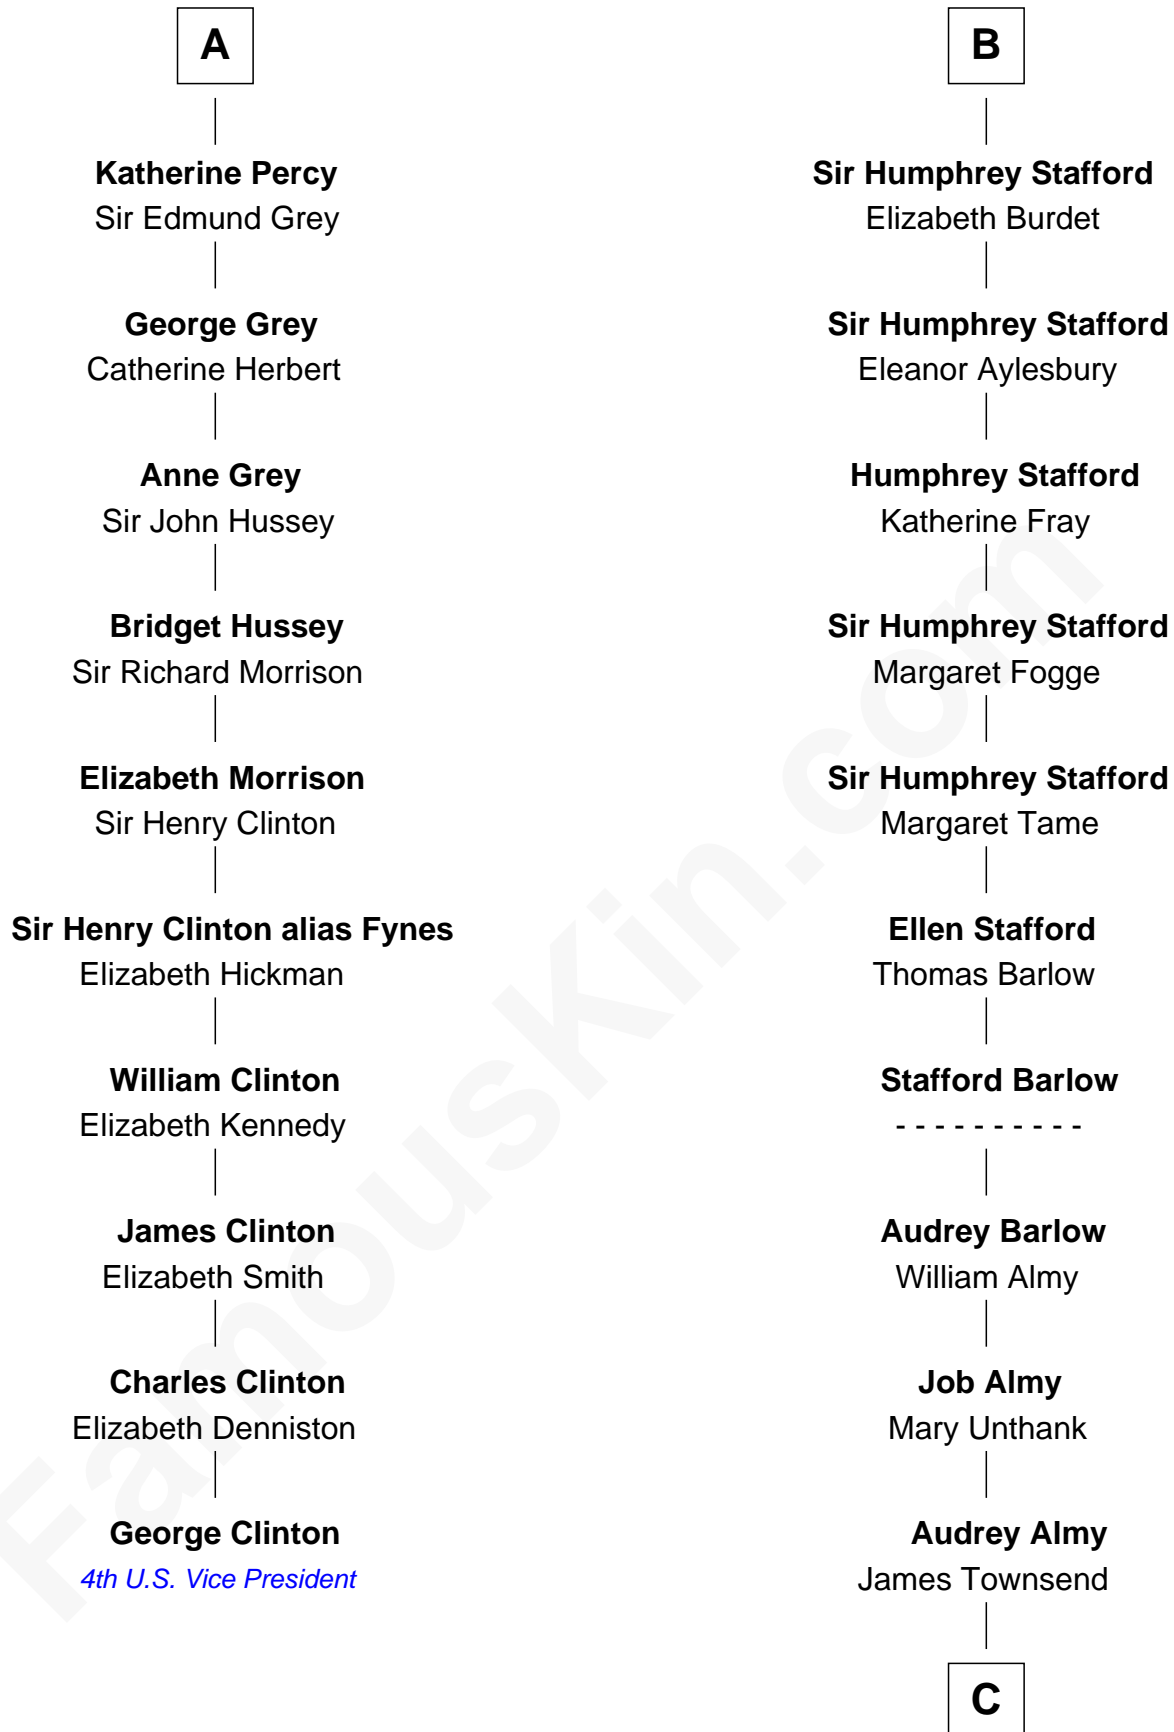 A
Katherine Percy
Sir Edmund Grey
George Grey
Catherine Herbert
Anne Grey
Sir John Hussey
Bridget Hussey
Sir Richard Morrison
Elizabeth Morrison
Sir Henry Clinton
Sir Henry Clinton alias Fynes
Elizabeth Hickman
William Clinton
Elizabeth Kennedy
James Clinton
Elizabeth Smith
Charles Clinton
Elizabeth Denniston
George Clinton
4th U.S. Vice President
B
Sir Humphrey Stafford
Elizabeth Burdet
Sir Humphrey Stafford
Eleanor Aylesbury
Humphrey Stafford
Katherine Fray
Sir Humphrey Stafford
Margaret Fogge
Sir Humphrey Stafford
Margaret Tame
Ellen Stafford
Thomas Barlow
Stafford Barlow
- - - - - - - - - -
Audrey Barlow
William Almy
Job Almy
Mary Unthank
Audrey Almy
James Townsend
C
FamousKin.com